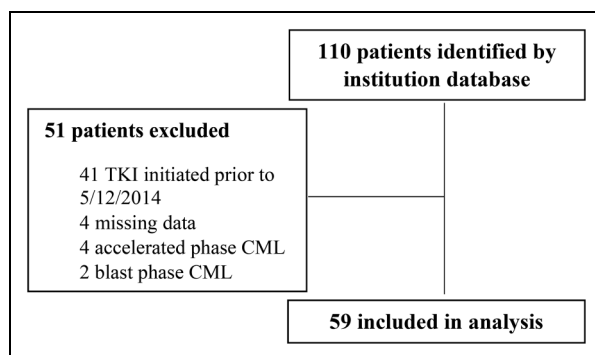 110 patients identified by
institution database
51 patients excluded
41 TKI initiated prior to
5/12/2014
4 missing data
4 accelerated phase CML
2 blast phase CML
59 included in analysis